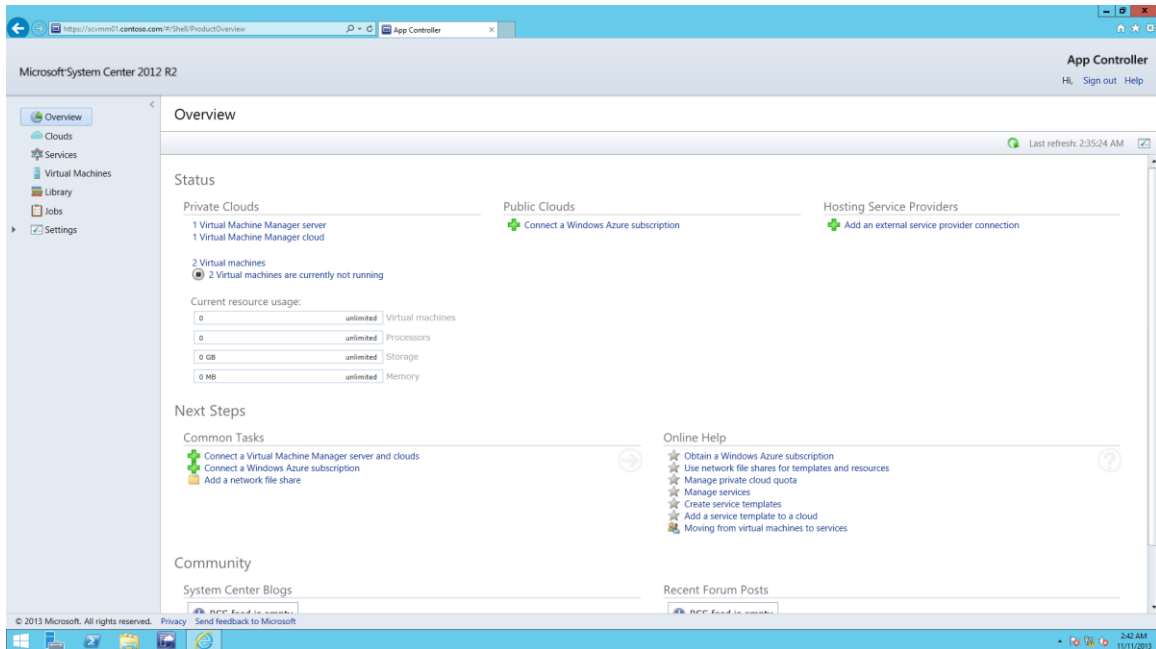 https://scvmm01.contoso.com/#/Shell/ProductOverview
App Controller
Microsoft System Center 2012 R2
App Controller
Hi, Sign out Help
Overview
Clouds
Services
Virtual Machines
Library
Jobs
Settings
Overview
Last refresh: 2:35:24 AM
Status
Private Clouds
1 Virtual Machine Manager server
1 Virtual Machine Manager cloud
2 Virtual machines
2 Virtual machines are currently not running
Current resource usage:
0 unlimited Virtual machines
0 unlimited Processors
0 GB unlimited Storage
0 MB unlimited Memory
Public Clouds
Connect a Windows Azure subscription
Hosting Service Providers
Add an external service provider connection
Next Steps
Common Tasks
Connect a Virtual Machine Manager server and clouds
Connect a Windows Azure subscription
Add a network file share
Online Help
Obtain a Windows Azure subscription
Use network file shares for templates and resources
Manage private cloud quota
Manage services
Create service templates
Add a service template to a cloud
Moving from virtual machines to services
Community
System Center Blogs
RSS feed is empty
Recent Forum Posts
RSS feed is empty
© 2013 Microsoft. All rights reserved. Privacy Send feedback to Microsoft
2:42 AM
11/11/2013